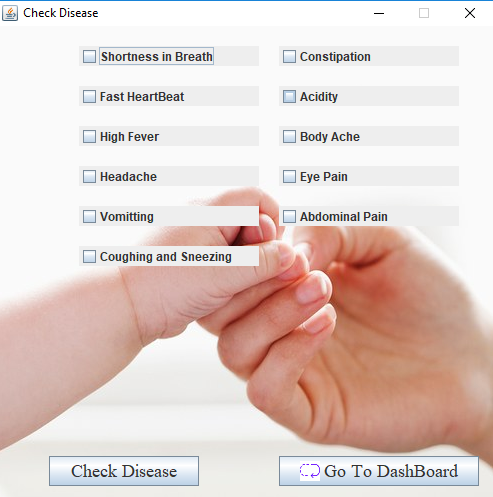 Check Disease
Shortness in Breath
Constipation
Fast HeartBeat
Acidity
High Fever
Body Ache
Headache
Eye Pain
Vomitting
Abdominal Pain
Coughing and Sneezing
Check Disease
Go To DashBoard